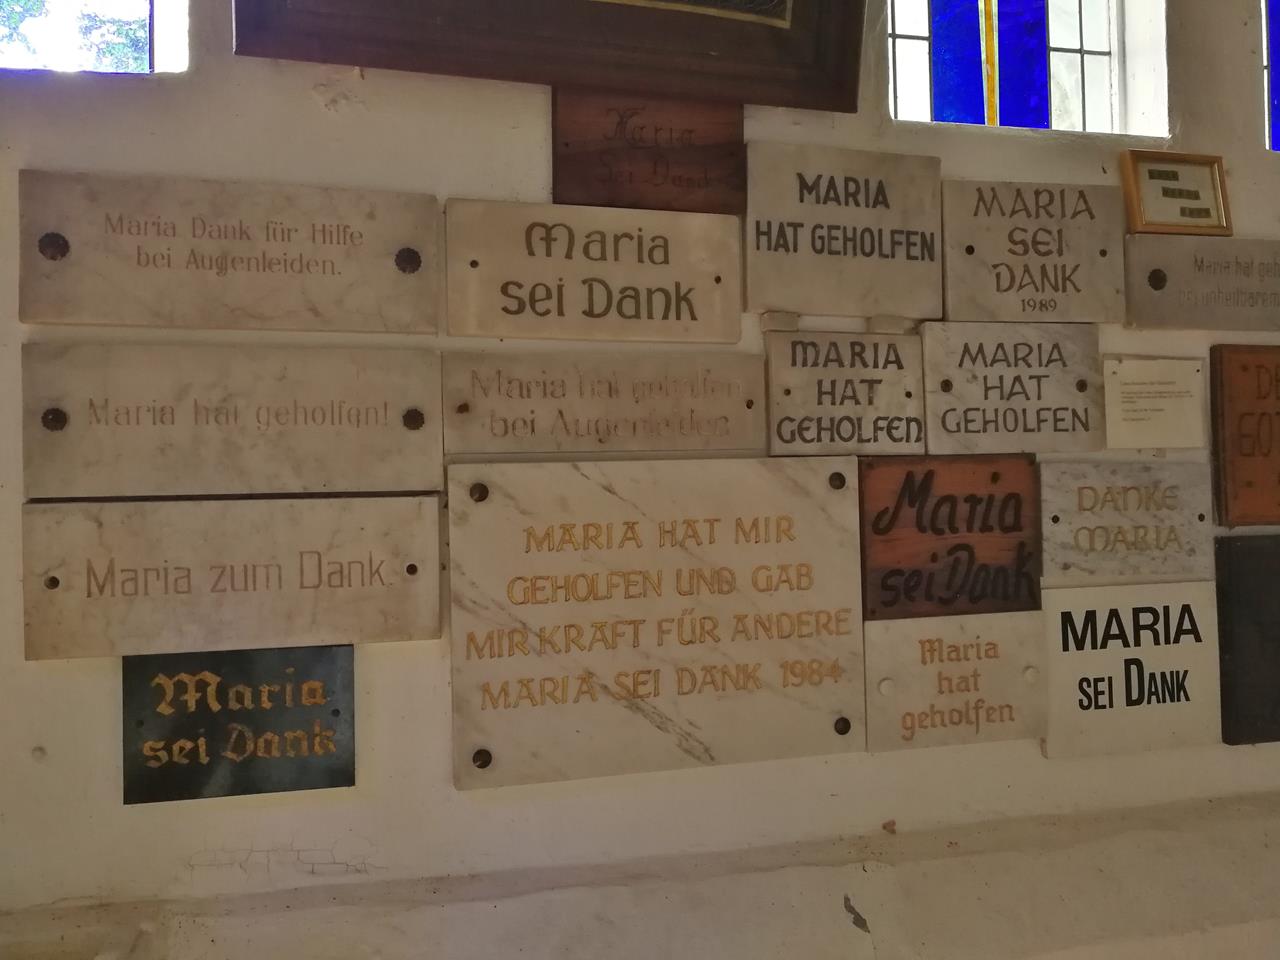 Maria
Sei Dank
Maria Dank für Hilfe
bei Augenleiden.
Maria
sei Dank
MARIA
HAT GEHOLFEN
MARIA
SEI
DANK
1989
Maria hat
bei unheilbarem
Maria hat geholfen!
Maria hat geholfen
bei Augenleiden
MARIA
HAT
GEHOLFEN
MARIA
HAT
GEHOLFEN
Maria zum Dank.
MARIA HAT MIR
GEHOLFEN UND GAB
MIR KRAFT FÜR ANDERE
MARIA SEI DANK 1984
Maria
sei Dank
DANKE
MARIA
Maria
hat
geholfen
MARIA
SEI DANK
Maria
sei Dank